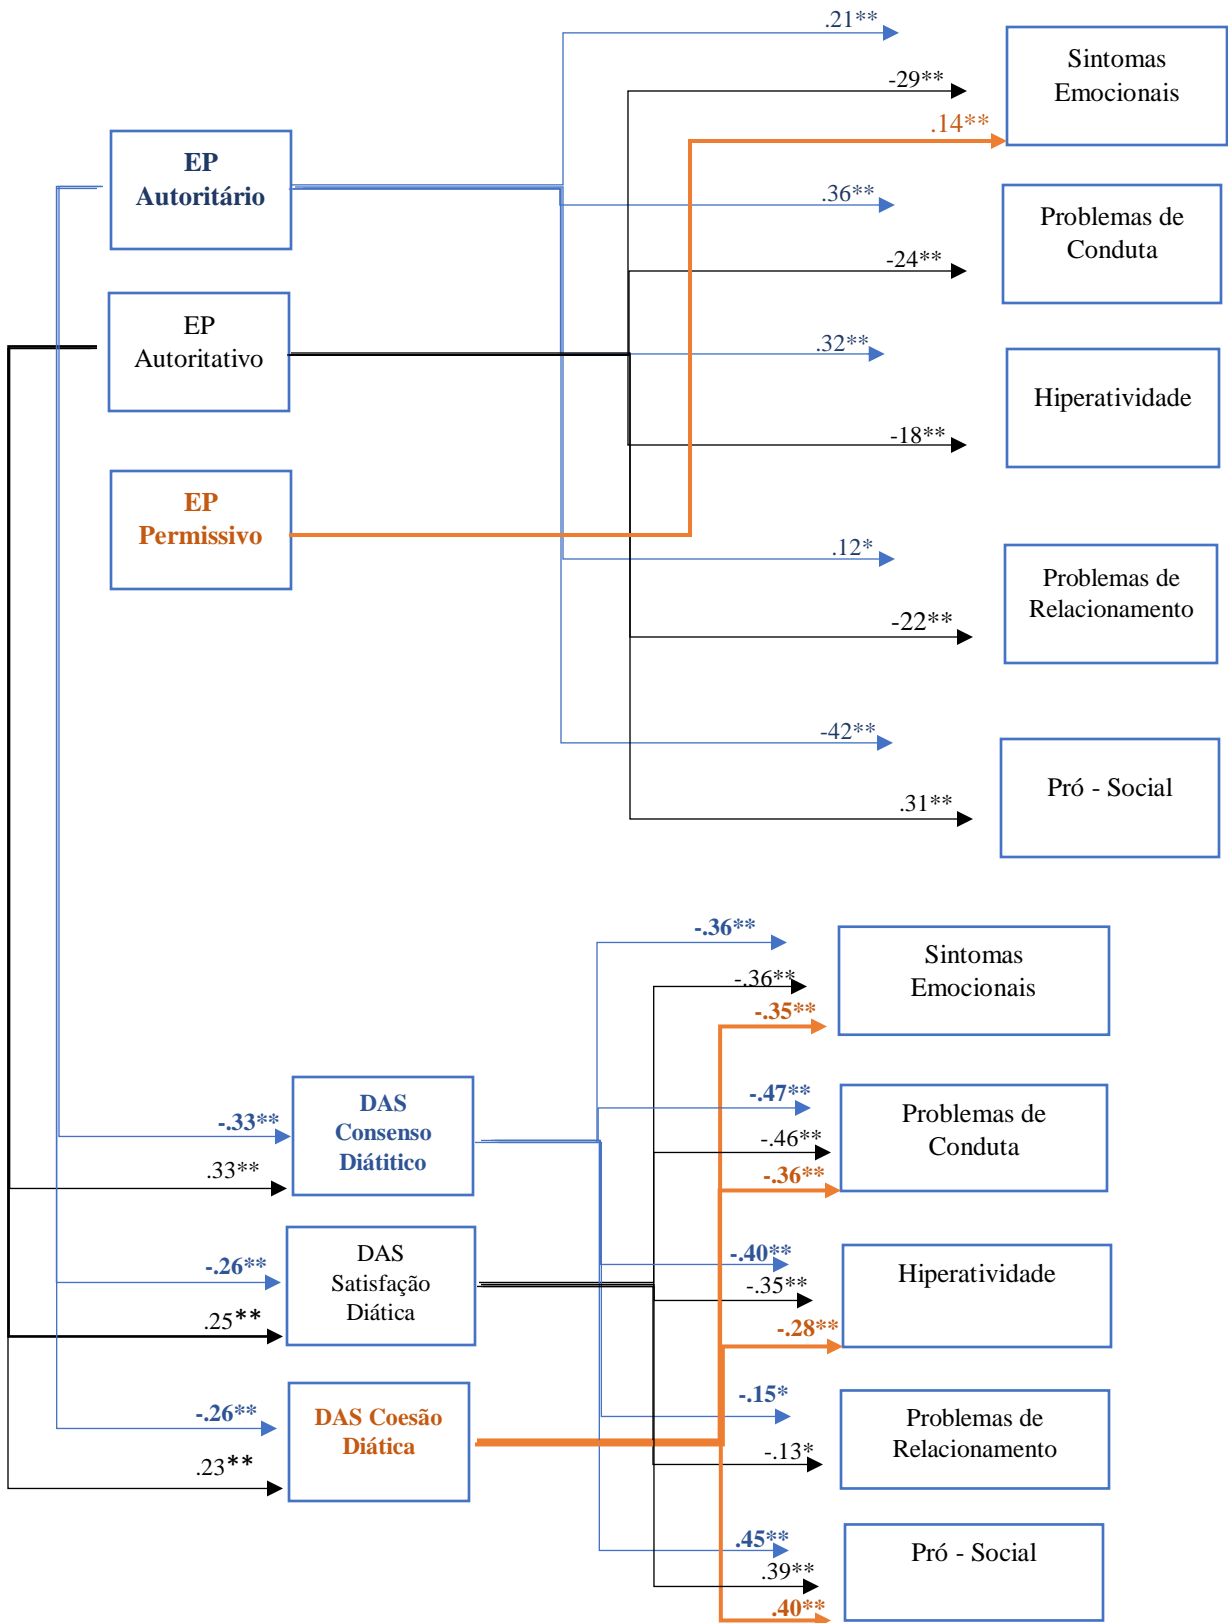 .21**
Sintomas
Emocionais
-29**
.14**
EP
Autoritário
.36**
Problemas de
Conduta
-24**
EP
Autoritativo
.32**
Hiperatividade
-18**
EP
Permissivo
.12*
Problemas de
Relacionamento
-22**
-42**
Pró - Social
.31**
-.36**
Sintomas
Emocionais
-.36**
-.35**
-.33**
DAS
Consenso
Diátitico
-.47**
Problemas de
Conduta
-.46**
.33**
-.36**
-.26**
DAS
Satisfação
Diática
-.40**
Hiperatividade
-.35**
.25**
-.28**
-.26**
DAS Coesão
Diática
-.15*
Problemas de
Relacionamento
-.13*
.23**
.45**
Pró - Social
.39**
.40**